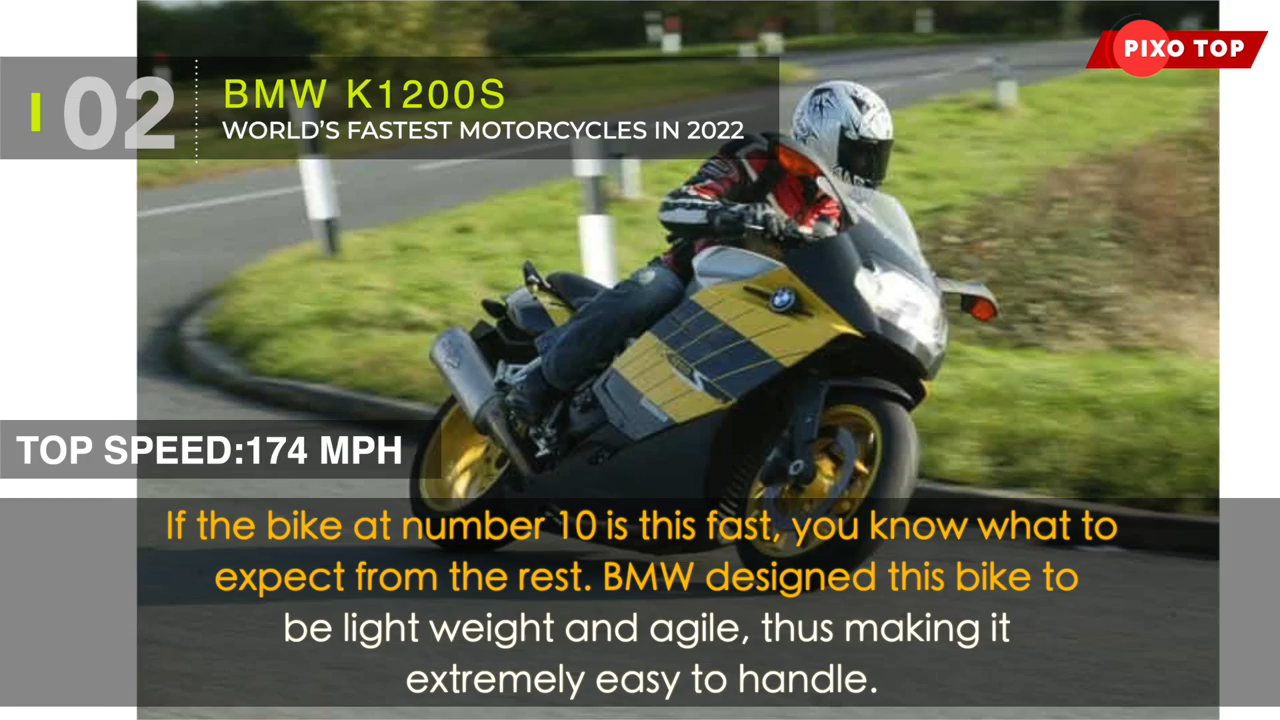 PIXO TOP
02
BMW K1200S
WORLD'S FASTEST MOTORCYCLES IN 2022
TOP SPEED:174 MPH
If the bike at number 10 is this fast, you know what to
expect from the rest. BMW designed this bike to
be light weight and agile, thus making it
extremely easy to handle.